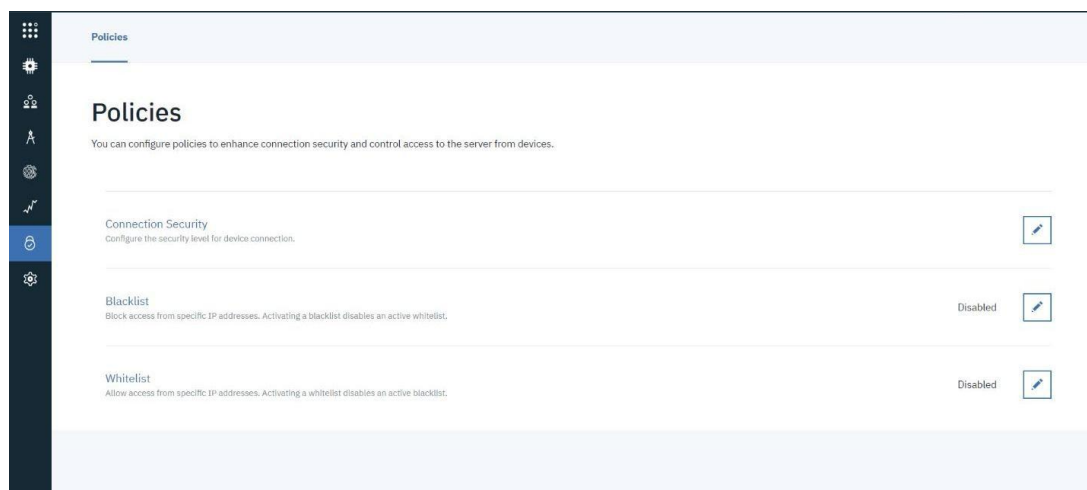 Policies
Policies
You can configure policies to enhance connection security and control access to the server from devices.
Connection Security
Configure the security level for device connection.
Blacklist
Block access from specific IP addresses. Activating a blacklist disables an active whitelist.
Disabled
Whitelist
Allow access from specific IP addresses. Activating a whitelist disables an active blacklist.
Disabled